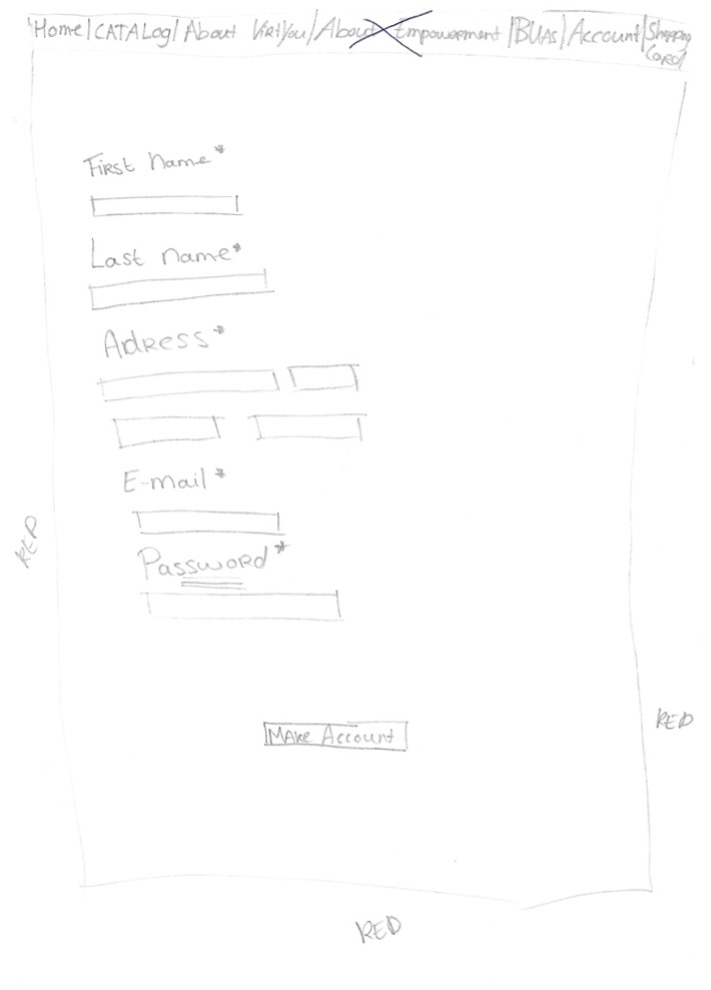 Home|CATALog|About VirtYou/About Empowerment|BUAs|Account|Shopping
Card
First name*
Last name*
Adress*
E-mail*
Password*
RED
RED
MAke Account
RED